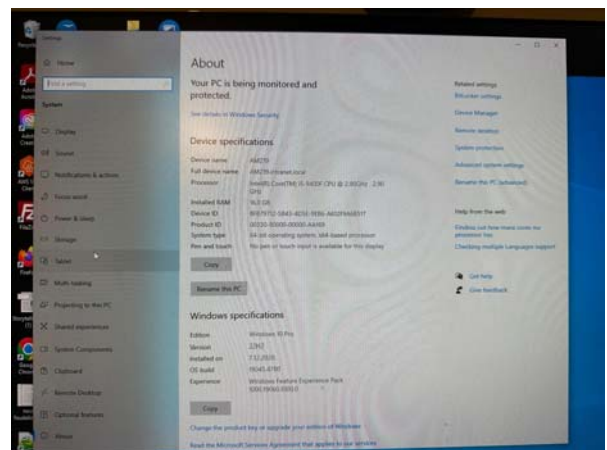 Settings
Home
Find a setting
System
Display
Sound
Notifications & actions
Focus assist
Power & sleep
Storage
Tablet
Multi-tasking
Projecting to this PC
Shared experiences
System Components
Clipboard
Remote Desktop
Optional features
About
About
Your PC is being monitored and
protected.
See details in Windows Security
Device specifications
Device name AM278
Full device name
Processor Intel(R) Core(TM)
GHz
Installed RAM
Device ID
Product ID
System type 64-bit operating system, x64-based processor
Pen and touch No pen or touch input is available for this display
Copy
Rename this PC
Windows specifications
Edition Windows 10 Pro
Version 22H2
Installed on
OS build
Experience Windows Feature Experience Pack
Copy
Change the product key or upgrade your edition of Windows
Read the Microsoft Services Agreement that applies to our services
Related settings
BitLocker settings
Device Manager
Remote desktop
System protection
Advanced system settings
Rename this PC (advanced)
Help from the web
Finding out how many cores my
processor has
Checking multiple Languages support
Get help
Give feedback